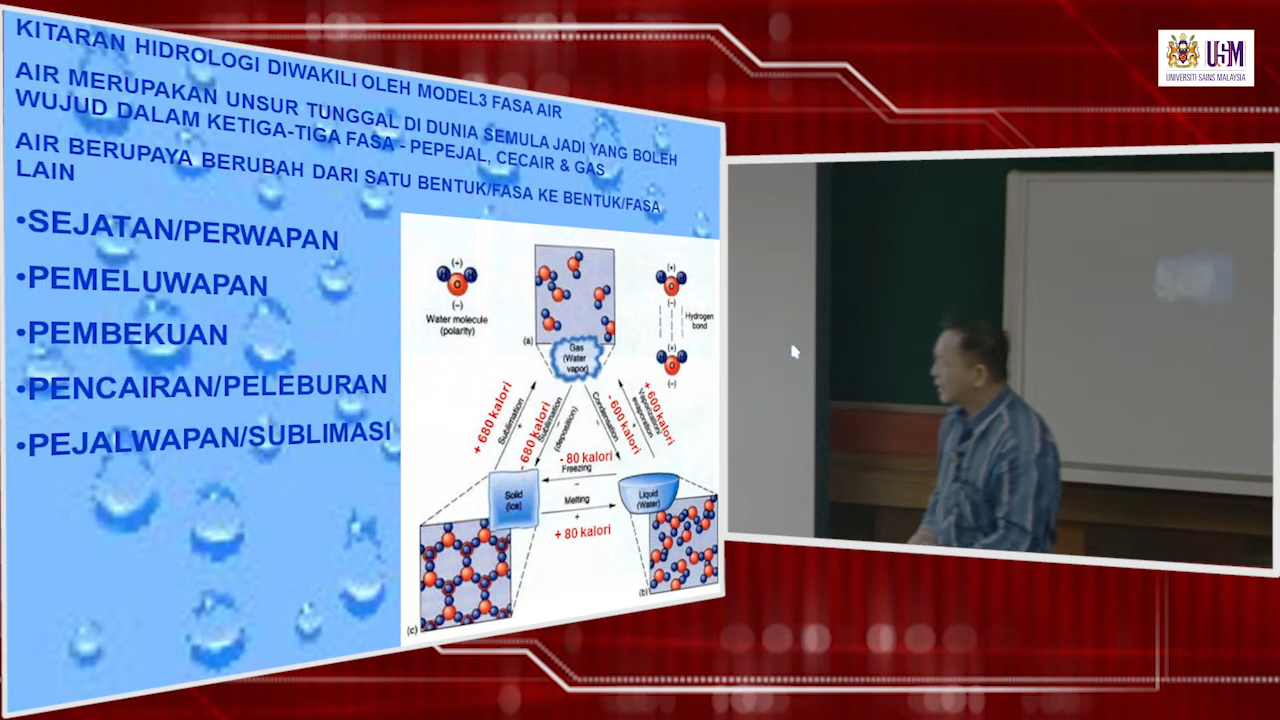 KITARAN HIDROLOGI DIWAKILI OLEH MODEL3 FASA AIR
AIR MERUPAKAN UNSUR TUNGGAL DI DUNIA SEMULA JADI YANG BOLEH
WUJUD DALAM KETIGA-TIGA FASA - PEPEJAL, CECAIR & GAS
AIR BERUPAYA BERUBAH DARI SATU BENTUK/FASA KE BENTUK/FASA
LAIN
•SEJATAN/PERWAPAN
•PEMELUWAPAN
•PEMBEKUAN
•PENCAIRAN/PELEBURAN
•PEJALWAPAN/SUBLIMASI
(+)
H H
O
(-)
Water molecule
(polarity)
(a)
Gas
(Water
vapor)
(+)
H H
O
(-)
Hydrogen
bond
(+)
H H
O
(-)
+ 680 kalori
Sublimation
+
- 680 kalori
Sublimation
(deposition)
-
Condensation
- 600 kalori
+ 600 kalori
Vaporization/
evaporation
+
- 80 kalori
Freezing
-
Melting
+
+ 80 kalori
Solid
(Ice)
Liquid
(Water)
(b)
(c)
USM
UNIVERSITI SAINS MALAYSIA